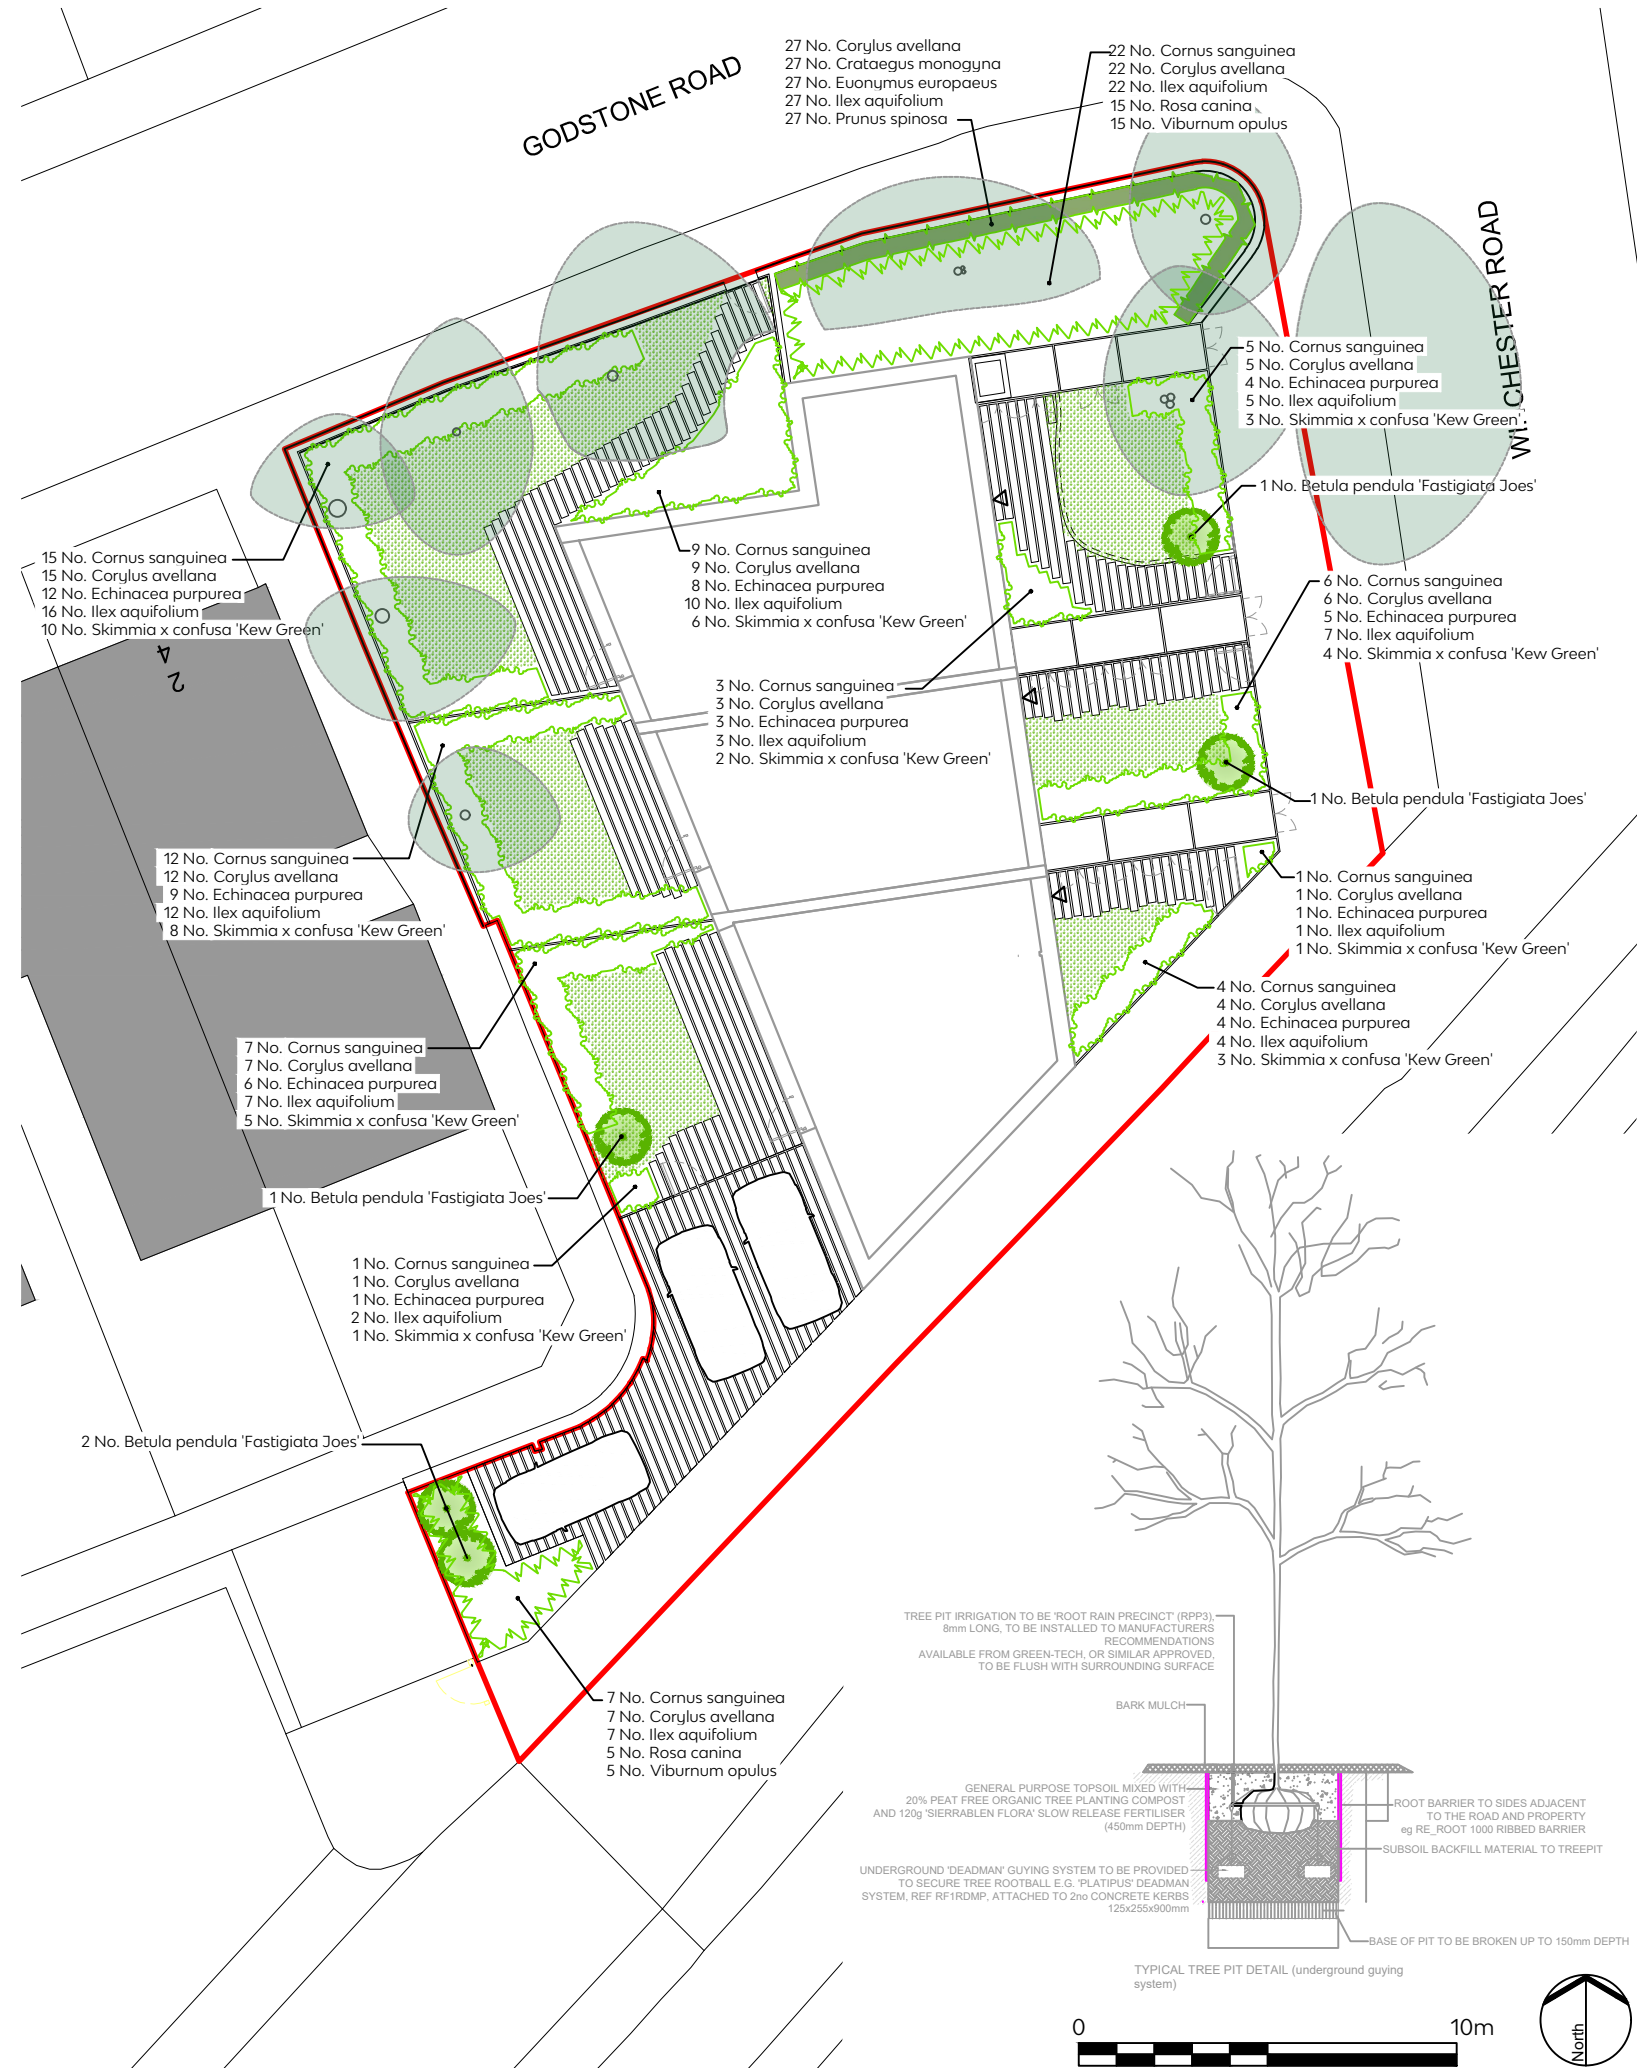 GODSTONE ROAD
27 No. Corylus avellana
27 No. Crataegus monogyna
27 No. Euonymus europaeus
27 No. Ilex aquifolium
27 No. Prunus spinosa
22 No. Cornus sanguinea
22 No. Corylus avellana
22 No. Ilex aquifolium
15 No. Rosa canina
15 No. Viburnum opulus
5 No. Cornus sanguinea
5 No. Corylus avellana
4 No. Echinacea purpurea
5 No. Ilex aquifolium
3 No. Skimmia x confusa 'Kew Green'
1 No. Betula pendula 'Fastigiata Joes'
15 No. Cornus sanguinea
15 No. Corylus avellana
12 No. Echinacea purpurea
16 No. Ilex aquifolium
10 No. Skimmia x confusa 'Kew Green'
24
9 No. Cornus sanguinea
9 No. Corylus avellana
8 No. Echinacea purpurea
10 No. Ilex aquifolium
6 No. Skimmia x confusa 'Kew Green'
6 No. Cornus sanguinea
6 No. Corylus avellana
5 No. Echinacea purpurea
7 No. Ilex aquifolium
4 No. Skimmia x confusa 'Kew Green'
3 No. Cornus sanguinea
3 No. Corylus avellana
3 No. Echinacea purpurea
3 No. Ilex aquifolium
2 No. Skimmia x confusa 'Kew Green'
1 No. Betula pendula 'Fastigiata Joes'
12 No. Cornus sanguinea
12 No. Corylus avellana
9 No. Echinacea purpurea
12 No. Ilex aquifolium
8 No. Skimmia x confusa 'Kew Green'
1 No. Cornus sanguinea
1 No. Corylus avellana
1 No. Echinacea purpurea
1 No. Ilex aquifolium
1 No. Skimmia x confusa 'Kew Green'
4 No. Cornus sanguinea
4 No. Corylus avellana
4 No. Echinacea purpurea
4 No. Ilex aquifolium
3 No. Skimmia x confusa 'Kew Green'
7 No. Cornus sanguinea
7 No. Corylus avellana
6 No. Echinacea purpurea
7 No. Ilex aquifolium
5 No. Skimmia x confusa 'Kew Green'
1 No. Betula pendula 'Fastigiata Joes'
1 No. Cornus sanguinea
1 No. Corylus avellana
1 No. Echinacea purpurea
2 No. Ilex aquifolium
1 No. Skimmia x confusa 'Kew Green'
2 No. Betula pendula 'Fastigiata Joes'
7 No. Cornus sanguinea
7 No. Corylus avellana
7 No. Ilex aquifolium
5 No. Rosa canina
5 No. Viburnum opulus
TREE PIT IRRIGATION TO BE 'ROOT RAIN PRECINCT' (RPP3),
8mm LONG, TO BE INSTALLED TO MANUFACTURERS
RECOMMENDATIONS
AVAILABLE FROM GREEN-TECH, OR SIMILAR APPROVED,
TO BE FLUSH WITH SURROUNDING SURFACE
BARK MULCH
GENERAL PURPOSE TOPSOIL MIXED WITH
20% PEAT FREE ORGANIC TREE PLANTING COMPOST
AND 120g 'SIERRABLEN FLORA' SLOW RELEASE FERTILISER
(450mm DEPTH)
UNDERGROUND 'DEADMAN' GUYING SYSTEM TO BE PROVIDED
TO SECURE TREE ROOTBALL E.G. 'PLATIPUS' DEADMAN
SYSTEM, REF RF1RDMP, ATTACHED TO 2no CONCRETE KERBS
125x255x900mm
ROOT BARRIER TO SIDES ADJACENT
TO THE ROAD AND PROPERTY
eg RE_ROOT 1000 RIBBED BARRIER
SUBSOIL BACKFILL MATERIAL TO TREEPIT
BASE OF PIT TO BE BROKEN UP TO 150mm DEPTH
TYPICAL TREE PIT DETAIL (underground guying
system)
0 10m
North
ROAD